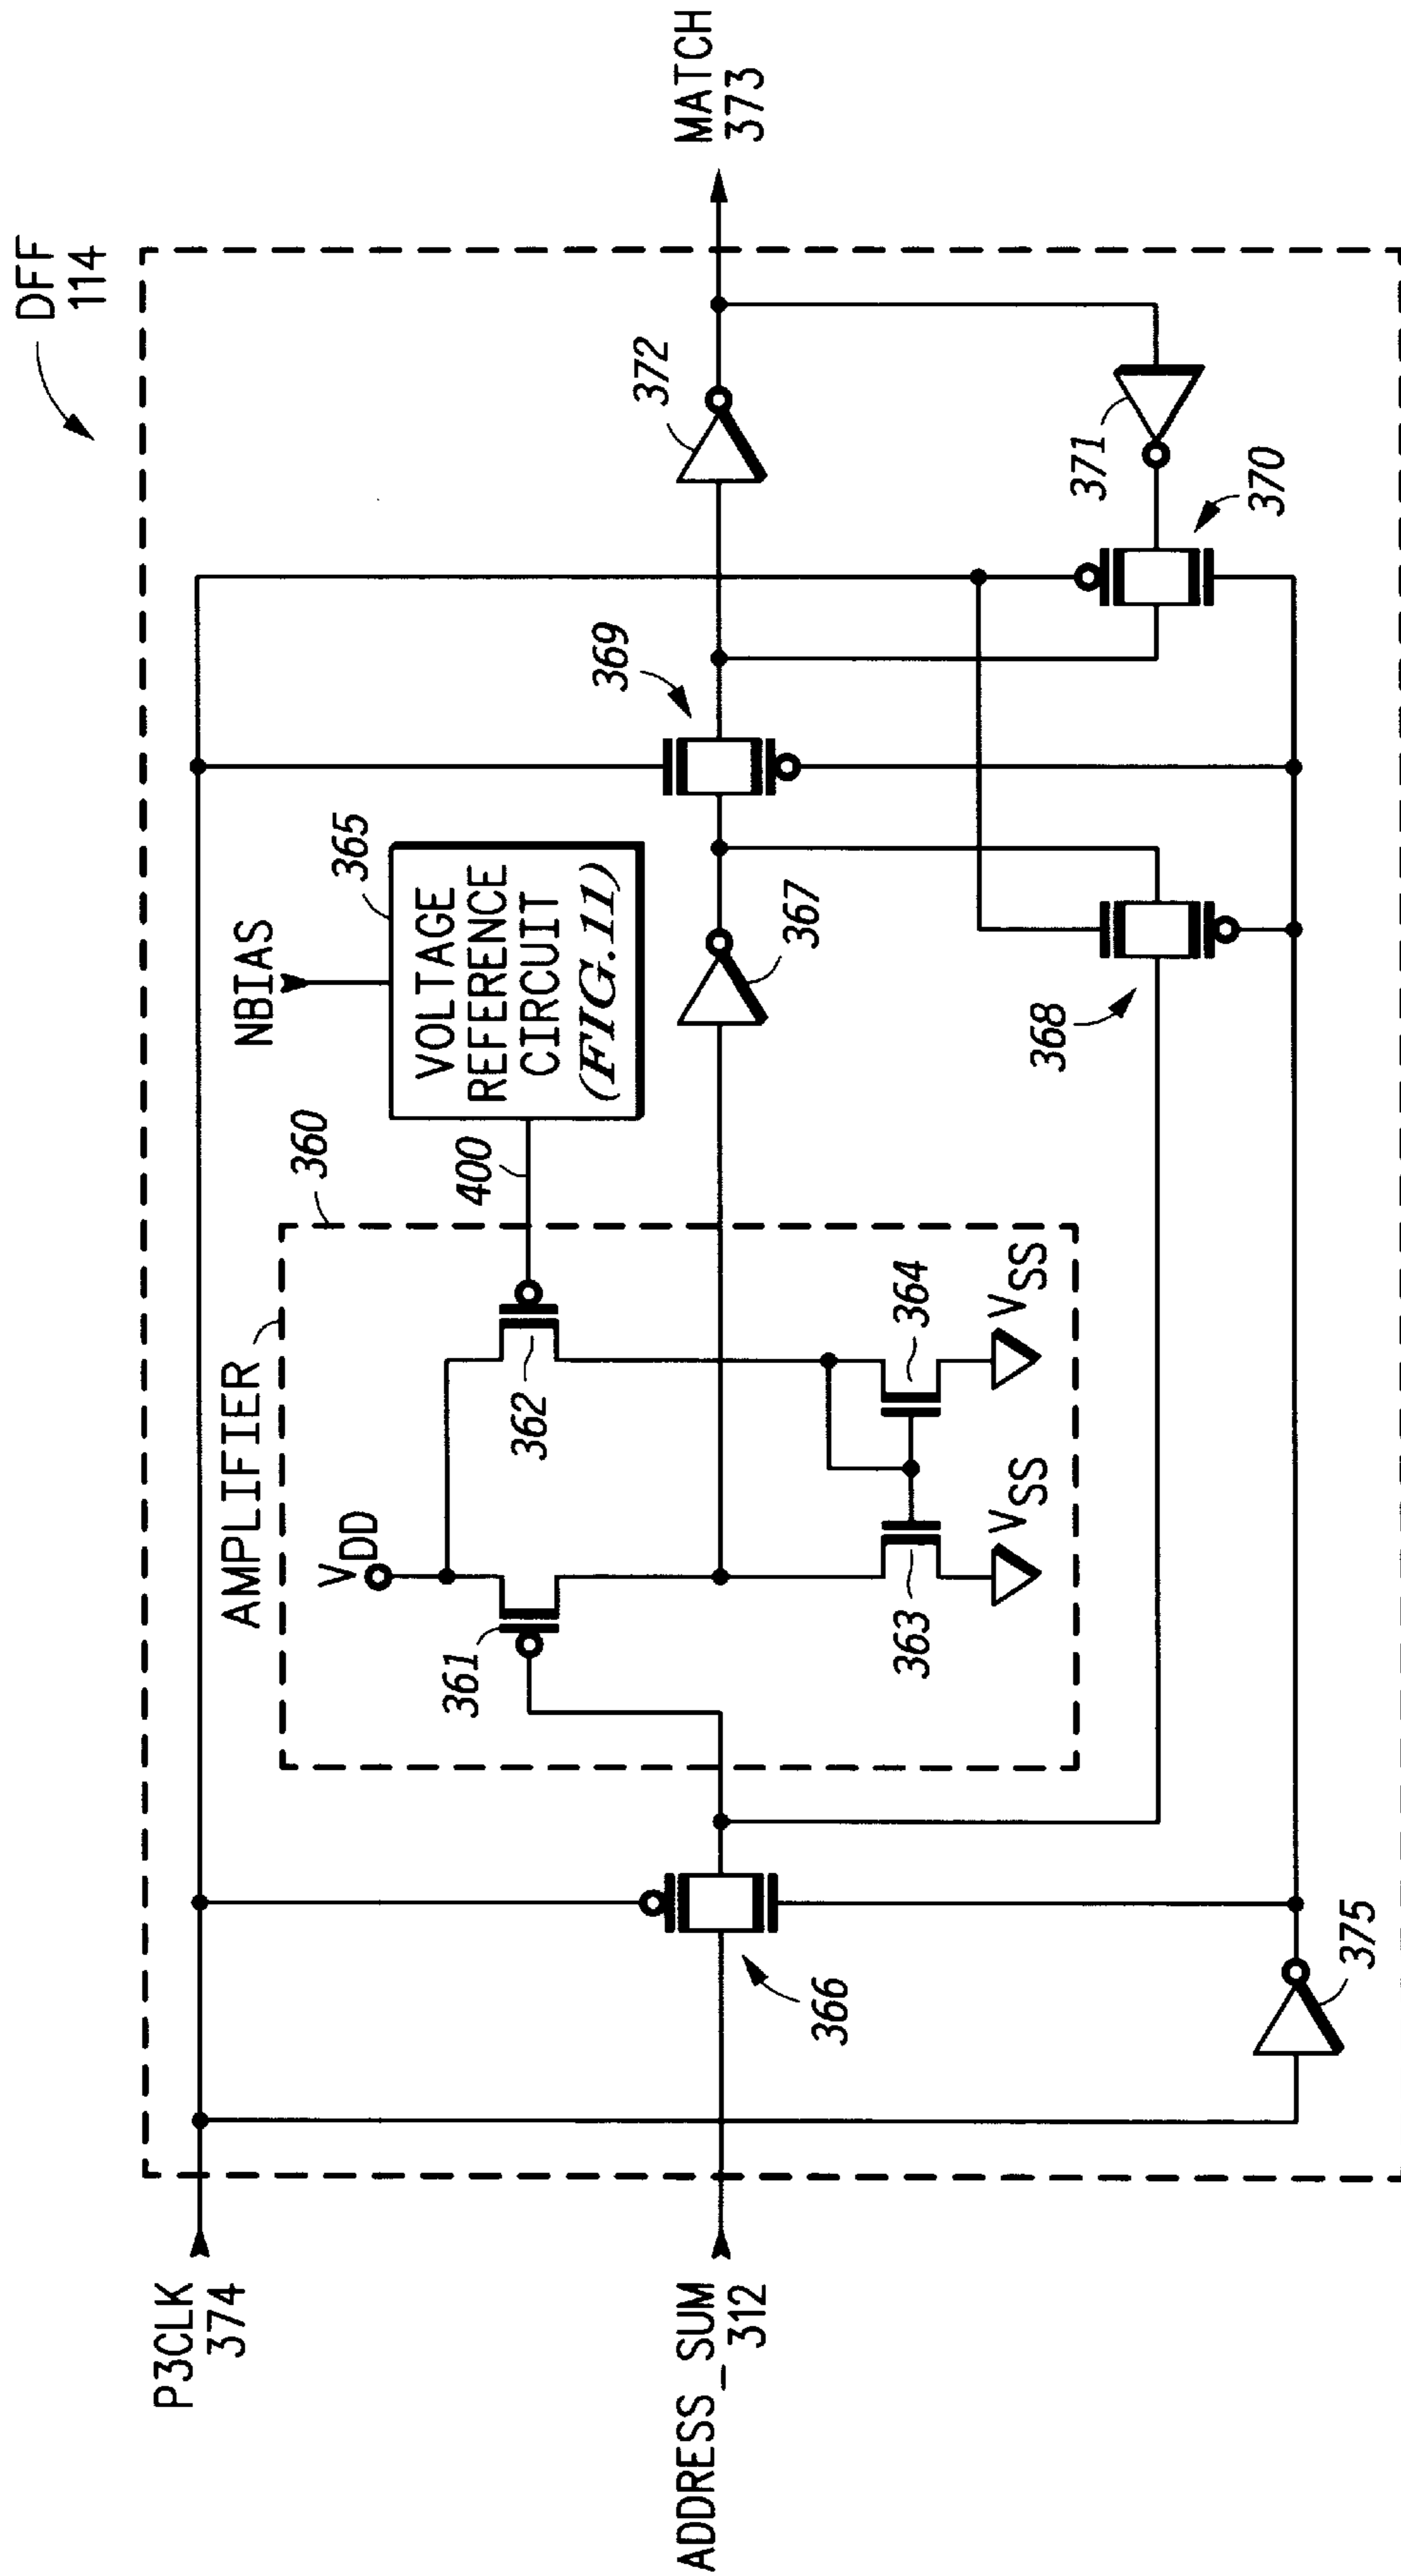 DFF
114
P3CLK
374
ADDRESS_SUM
312
MATCH
373
AMPLIFIER
360
VDD
361
362
363
364
VSS
VSS
400
NBIAS
365
VOLTAGE
REFERENCE
CIRCUIT
(FIG.11)
366
367
368
369
370
371
372
375